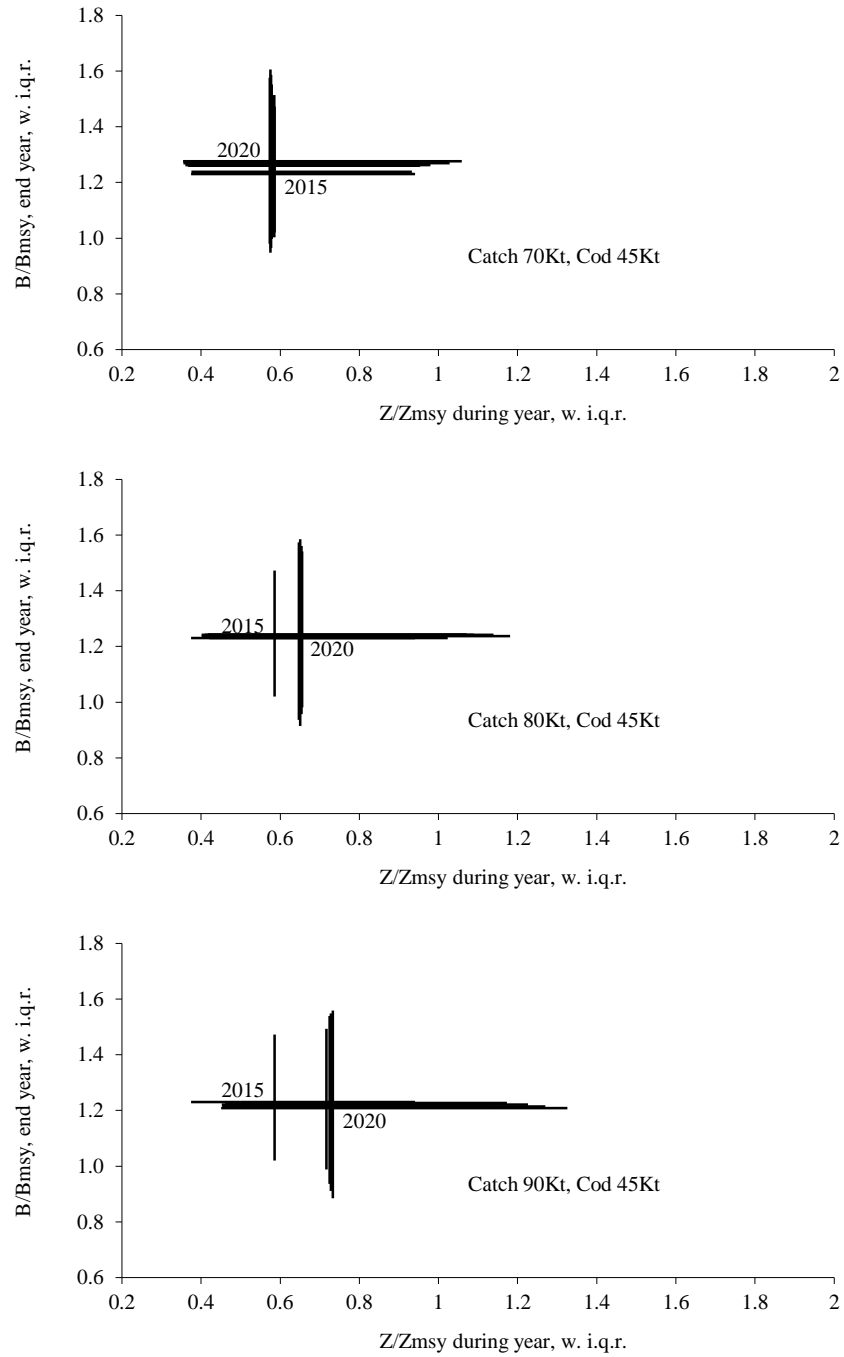 B/Bmsy, end year, w. i.q.r.
1.8
1.6
1.4
1.2
1.0
0.8
0.6
2020
2015
Catch 70Kt, Cod 45Kt
0.2 0.4 0.6 0.8 1 1.2 1.4 1.6 1.8 2
Z/Zmsy during year, w. i.q.r.
B/Bmsy, end year, w. i.q.r.
1.8
1.6
1.4
1.2
1.0
0.8
0.6
2015
2020
Catch 80Kt, Cod 45Kt
0.2 0.4 0.6 0.8 1 1.2 1.4 1.6 1.8 2
Z/Zmsy during year, w. i.q.r.
B/Bmsy, end year, w. i.q.r.
1.8
1.6
1.4
1.2
1.0
0.8
0.6
2015
2020
Catch 90Kt, Cod 45Kt
0.2 0.4 0.6 0.8 1 1.2 1.4 1.6 1.8 2
Z/Zmsy during year, w. i.q.r.